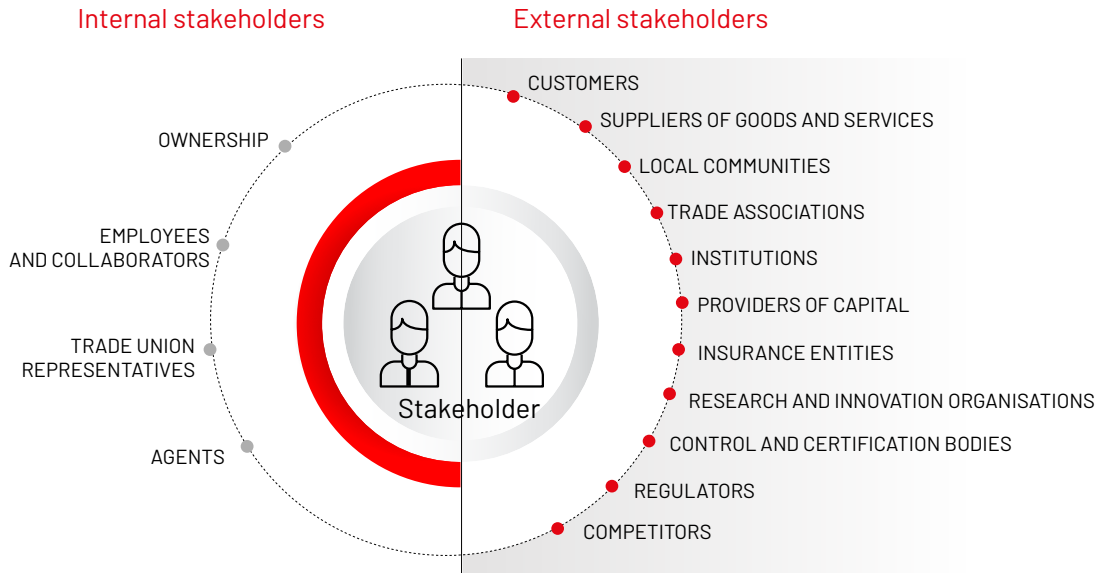 Internal stakeholders
External stakeholders
OWNERSHIP
EMPLOYEES
AND COLLABORATORS
TRADE UNION
REPRESENTATIVES
AGENTS
Stakeholder
CUSTOMERS
SUPPLIERS OF GOODS AND SERVICES
LOCAL COMMUNITIES
TRADE ASSOCIATIONS
INSTITUTIONS
PROVIDERS OF CAPITAL
INSURANCE ENTITIES
RESEARCH AND INNOVATION ORGANISATIONS
CONTROL AND CERTIFICATION BODIES
REGULATORS
COMPETITORS